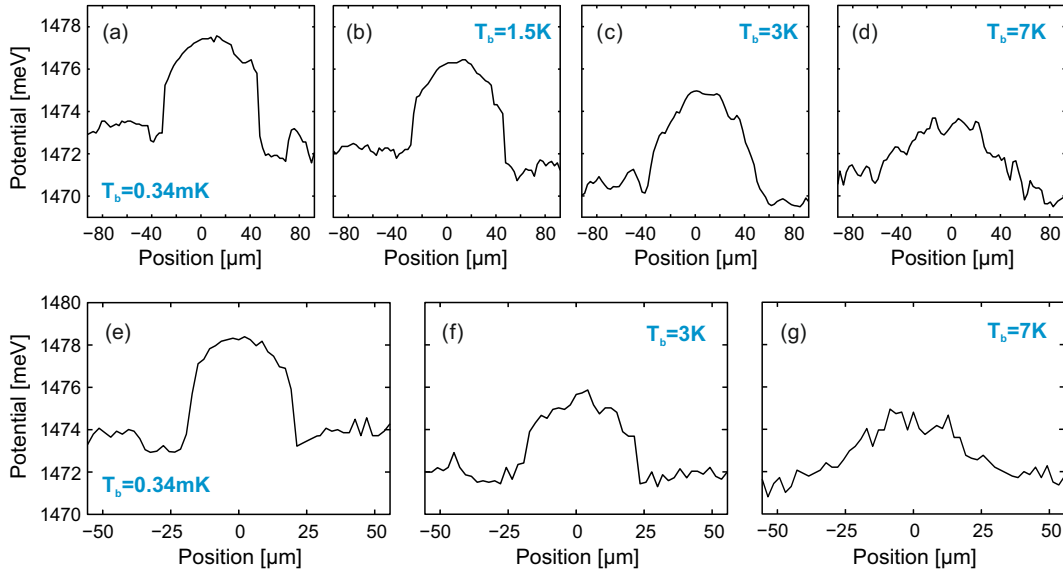 (a)
(b)
T_b=1.5K
(c)
T_b=3K
(d)
T_b=7K
1478
1476
1474
1472
1470
Potential [meV]
T_b=0.34mK
−80 −40 0 40 80
−80 −40 0 40 80
−80 −40 0 40 80
−80 −40 0 40 80
Position [µm]
Position [µm]
Position [µm]
Position [µm]
(e)
(f)
T_b=3K
(g)
T_b=7K
1480
1478
1476
1474
1472
1470
Potential [meV]
T_b=0.34mK
−50 −25 0 25 50
−50 −25 0 25 50
−50 −25 0 25 50
Position [µm]
Position [µm]
Position [µm]